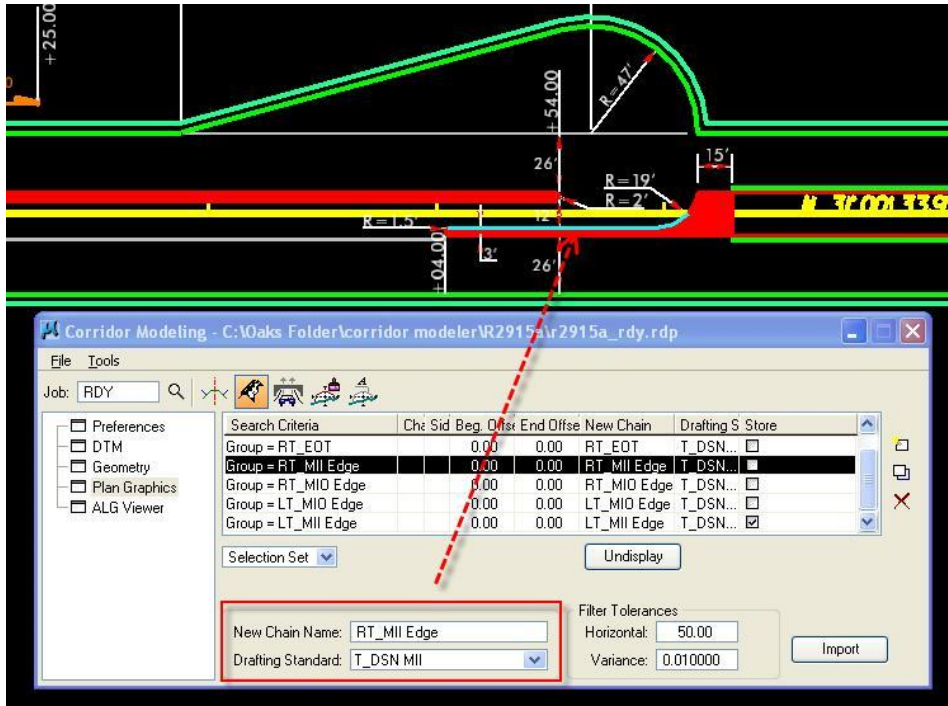 + 25.00
R=47'
+ 54.00
26'
15'
R=19'
R=2'
12'
R=1.5'
+ 04.00
3'
26'
Corridor Modeling - C:\Oaks Folder\corridor modeler\R2915a\r2915a_rdy.rdp
File Tools
Job: RDY
Preferences
DTM
Geometry
Plan Graphics
ALG Viewer
Search Criteria Cha Sid Beg. Offse End Offse New Chain Drafting S Store
Group = RT_EOT 0.00 0.00 RT_EOT T_DSN...
Group = RT_MII Edge 0.00 0.00 RT_MII Edge T_DSN...
Group = RT_MIO Edge 0.00 0.00 RT_MIO Edge T_DSN...
Group = LT_MIO Edge 0.00 0.00 LT_MIO Edge T_DSN...
Group = LT_MII Edge 0.00 0.00 LT_MII Edge T_DSN...
Selection Set
Undisplay
New Chain Name: RT_MII Edge
Drafting Standard: T_DSN MII
Filter Tolerances
Horizontal: 50.00
Variance: 0.010000
Import